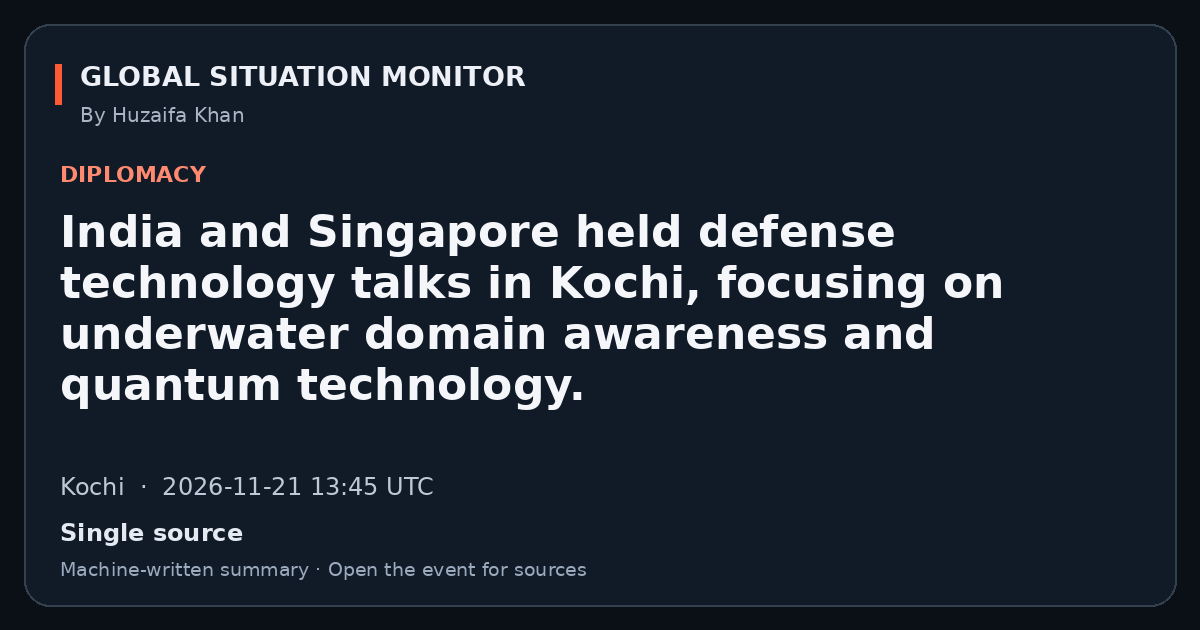 GLOBAL SITUATION MONITOR
By Huzaifa Khan
DIPLOMACY
India and Singapore held defense
technology talks in Kochi, focusing on
underwater domain awareness and
quantum technology.
Kochi · 2026-11-21 13:45 UTC
Single source
Machine-written summary · Open the event for sources